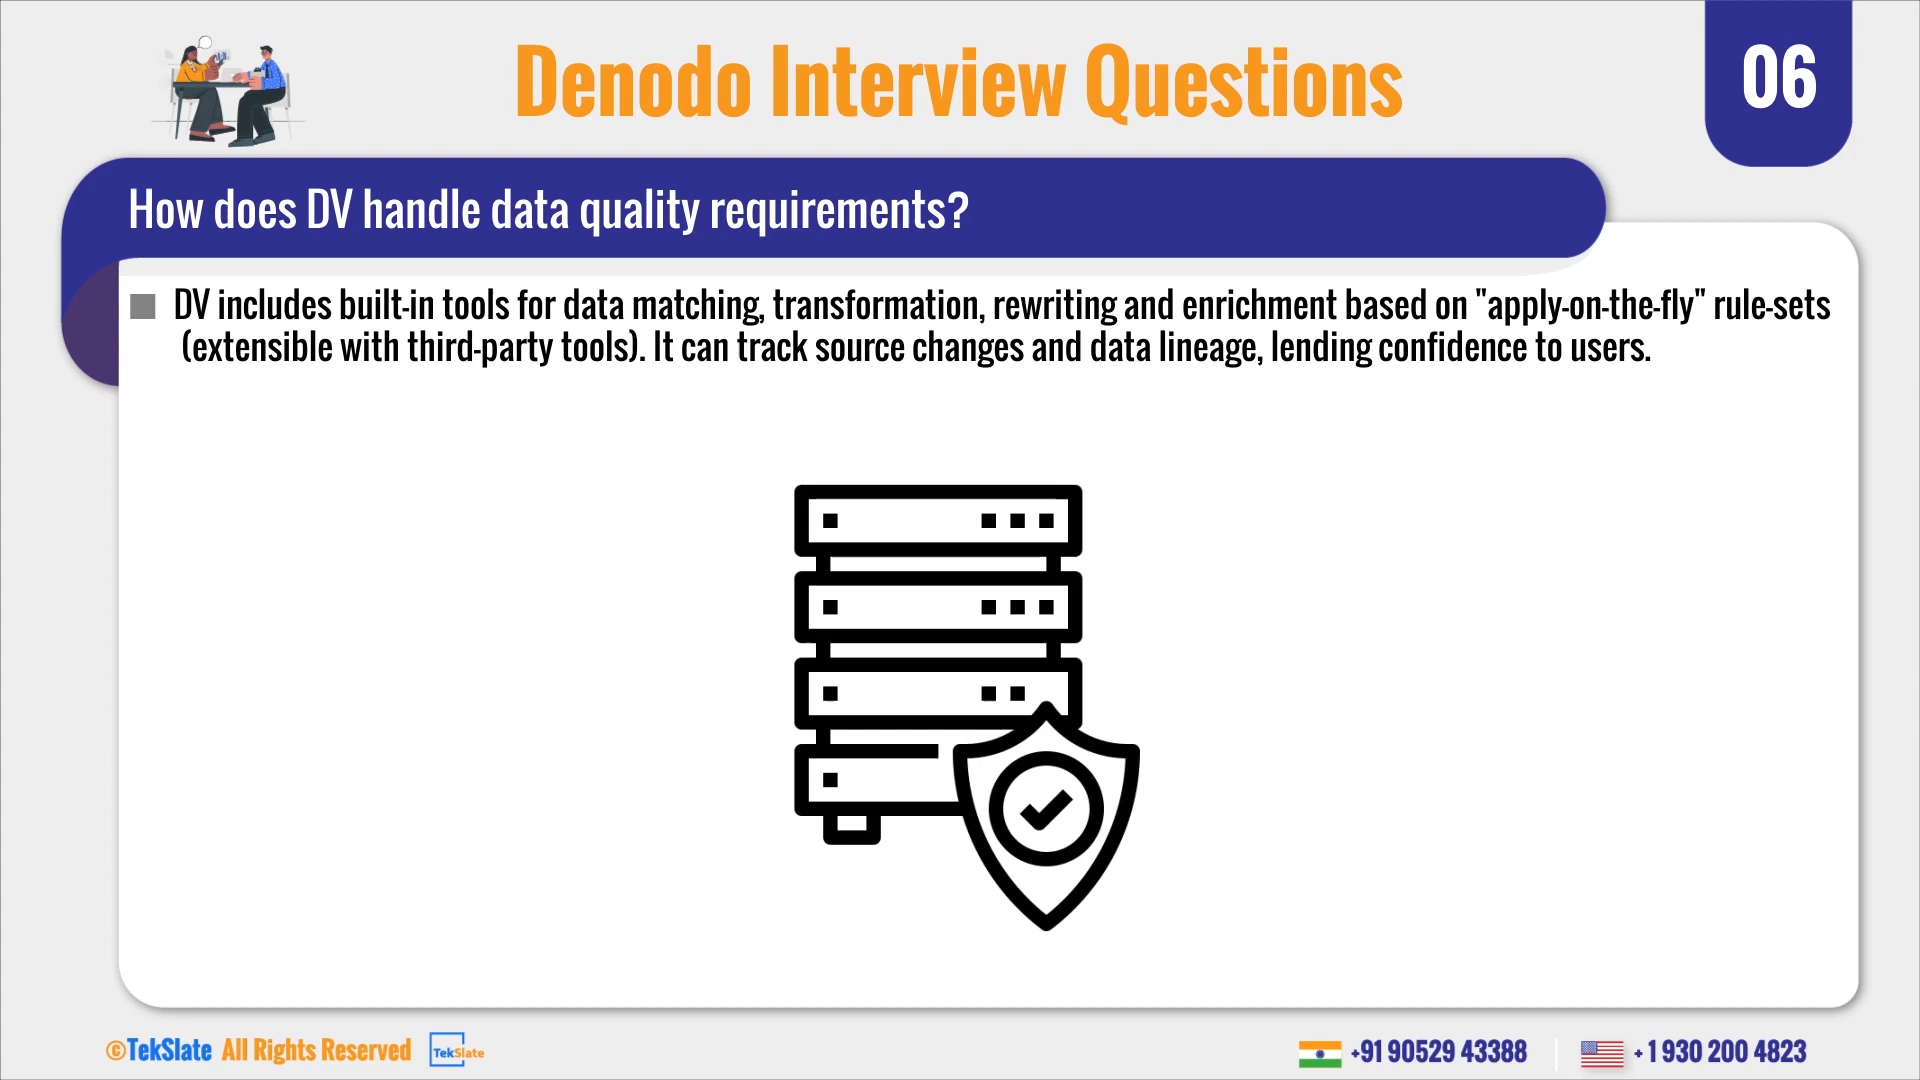 Denodo Interview Questions
06
How does DV handle data quality requirements?
DV includes built-in tools for data matching, transformation, rewriting and enrichment based on "apply-on-the-fly" rule-sets
(extensible with third-party tools). It can track source changes and data lineage, lending confidence to users.
©TekSlate All Rights Reserved
TekSlate
+91 90529 43388
+ 1 930 200 4823